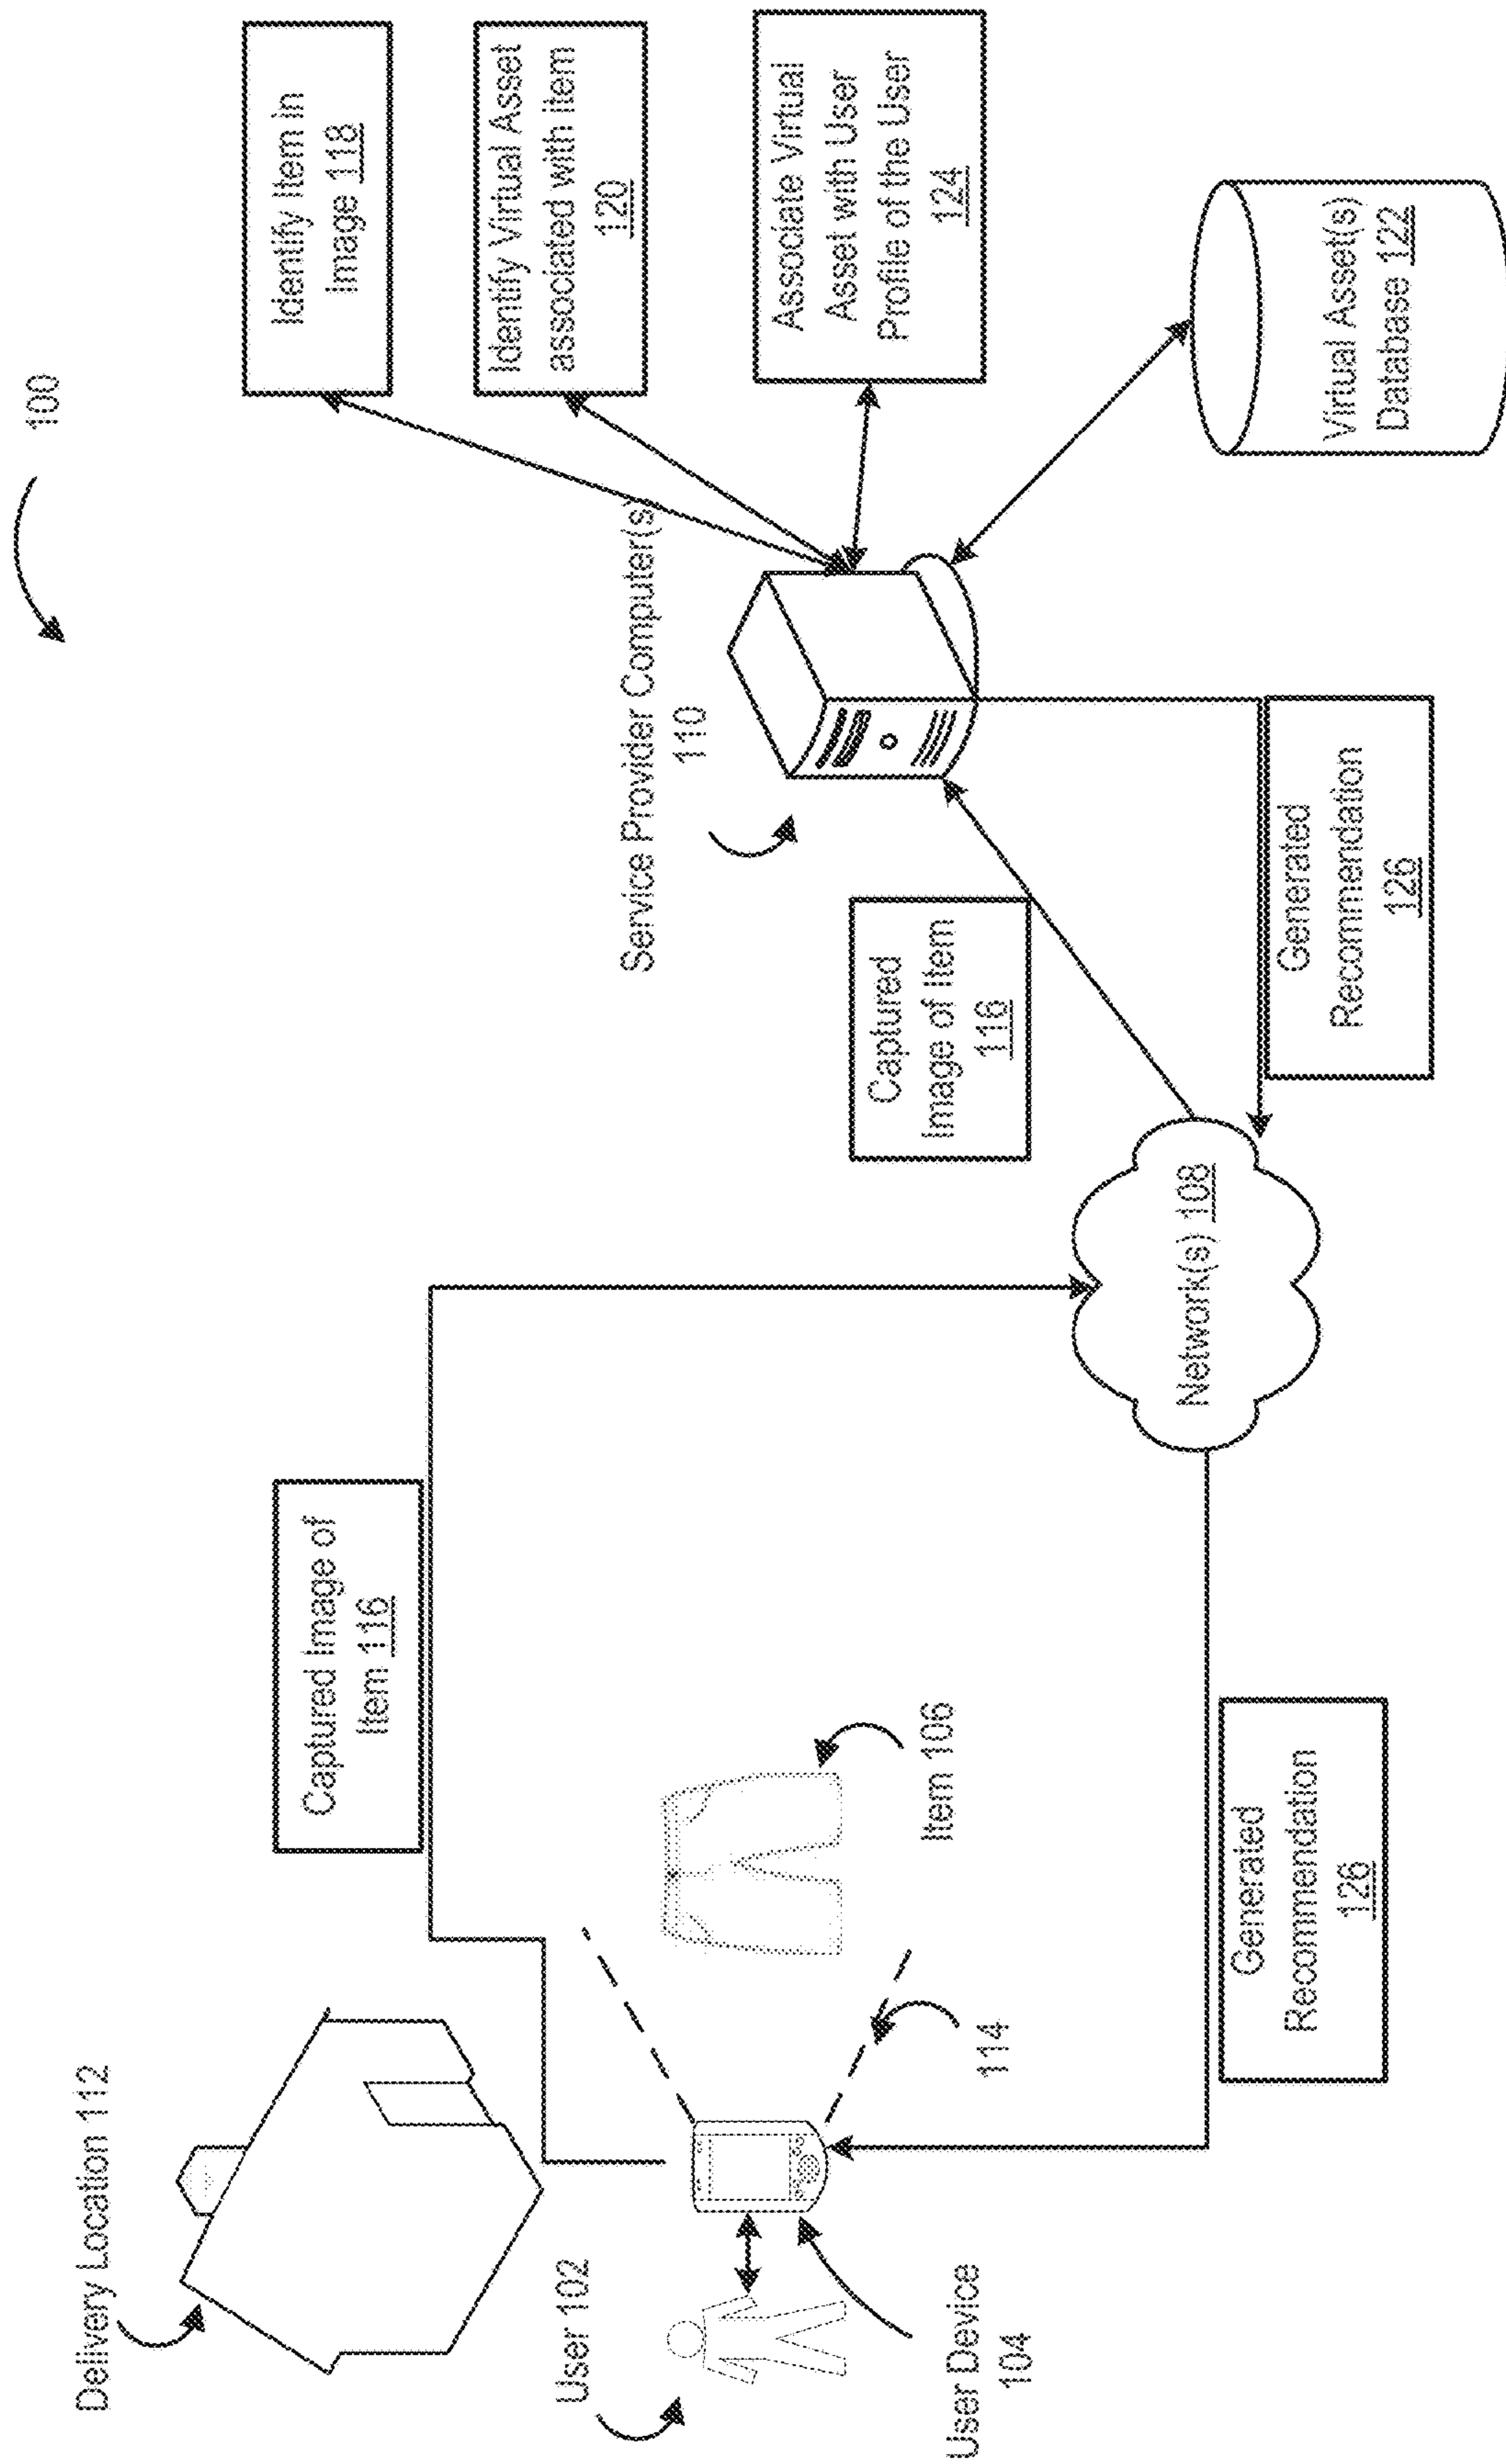 100
Delivery Location 112
Captured Image of
Item 116
Identify Item in
Image 118
Identify Virtual Asset
associated with item
120
Service Provider Computer(s)
110
Associate Virtual
Asset with User
Profile of the User
124
User 102
User Device
104
Item 106
114
Captured
Image of Item
116
Network(s) 108
Generated
Recommendation
126
Generated
Recommendation
126
Virtual Asset(s)
Database 122